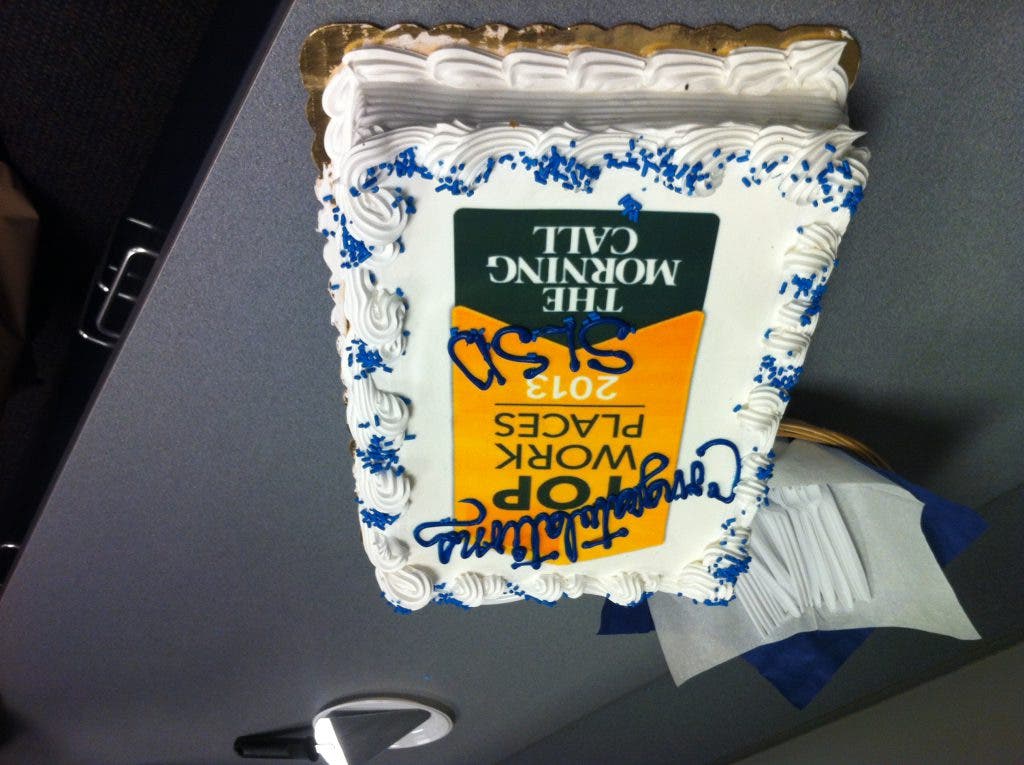 Congratulations
TOP
WORK
PLACES
2013
SLSD
THE
MORNING
CALL